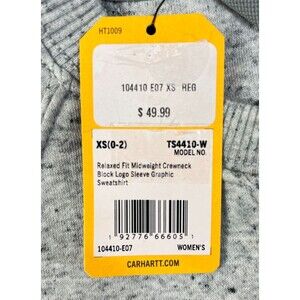 HT1009
104410 E07 XS REG
$ 49.99
XS(0-2) TS4410-W
MODEL NO.
Relaxed Fit Midweight Crewneck
Block Logo Sleeve Graphic
Sweatshirt
1 92776 66605 1
104410-E07 WOMEN'S
CARHARTT.COM